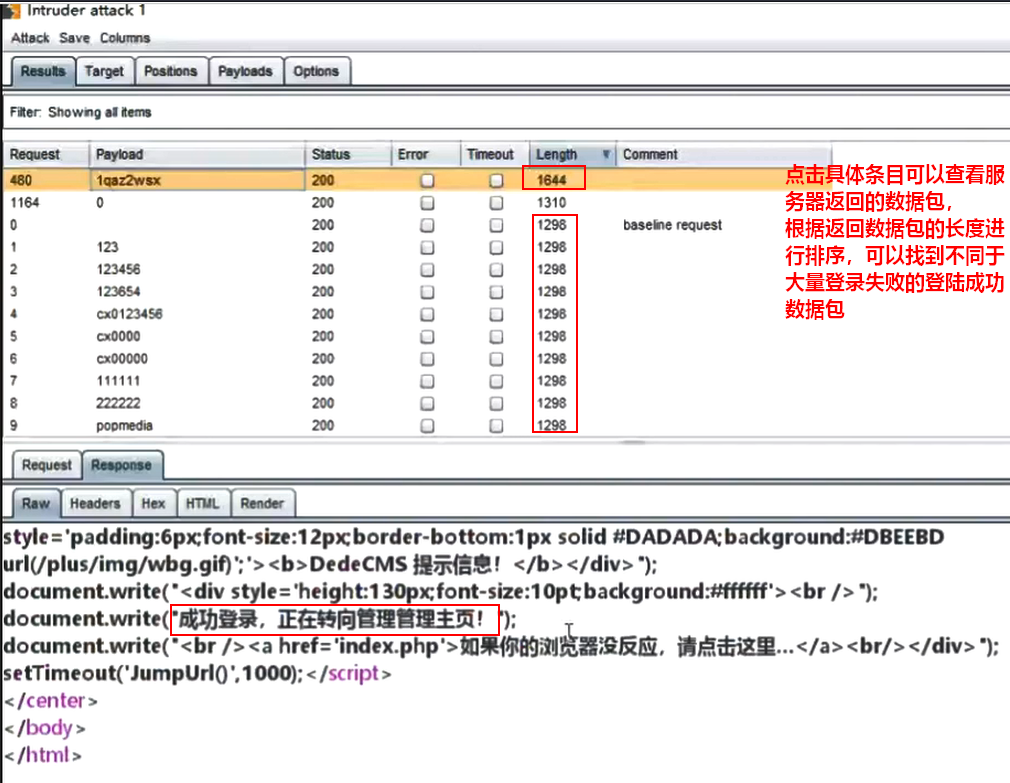 Intruder attack 1
Attack Save Columns
Results Target Positions Payloads Options
Filter: Showing all items
Request Payload Status Error Timeout Length Comment
480 1qaz2wsx 200 1644
1164 0 200 1310
0 200 1298 baseline request
1 123 200 1298
2 123456 200 1298
3 123654 200 1298
4 cx0123456 200 1298
5 cx0000 200 1298
6 cx00000 200 1298
7 111111 200 1298
8 222222 200 1298
9 popmedia 200 1298
点击具体条目可以查看服
务器返回的数据包，
根据返回数据包的长度进
行排序，可以找到不同于
大量登录失败的登陆成功
数据包
Request Response
Raw Headers Hex HTML Render
style='padding:6px;font-size:12px;border-bottom:1px solid #DADADA;background:#DBEEBD
url(/plus/img/wbg.gif)';'><b>DedeCMS 提示信息！</b></div>");
document.write("<div style='height:130px;font-size:10pt;background:#ffffff'><br />");
document.write("成功登录，正在转向管理管理主页！");
document.write("<br /><a href='index.php'>如果你的浏览器没反应，请点击这里...</a><br/></div>");
setTimeout('JumpUrl()',1000);</script>
</center>
</body>
</html>